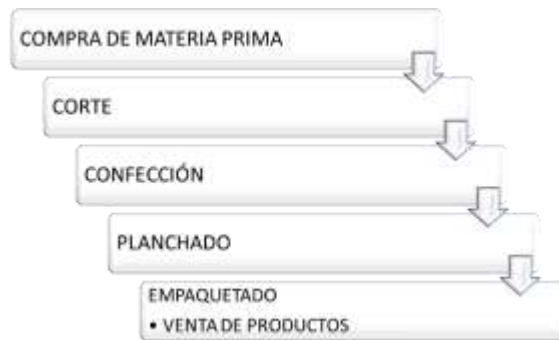 COMPRA DE MATERIA PRIMA
CORTE
CONFECCIÓN
PLANCHADO
EMPAQUETADO
• VENTA DE PRODUCTOS